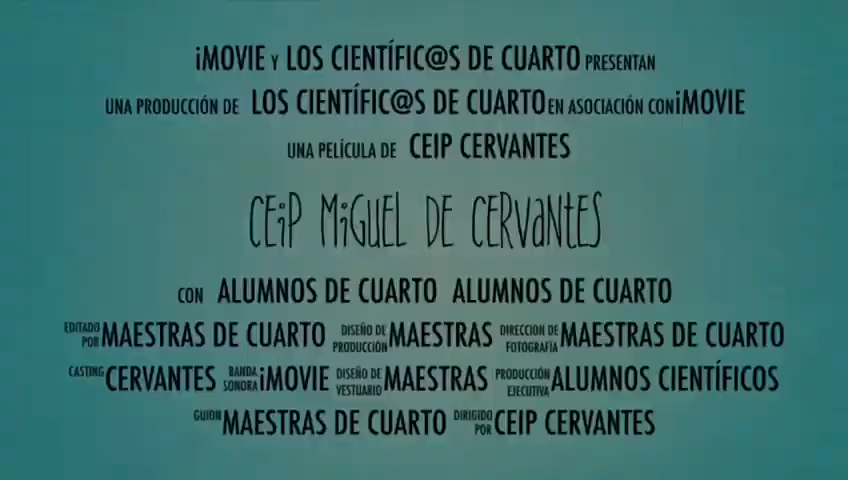 iMOVIE Y LOS CIENTÍFIC@S DE CUARTO PRESENTAN
UNA PRODUCCIÓN DE LOS CIENTÍFIC@S DE CUARTO EN ASOCIACIÓN CON iMOVIE
UNA PELÍCULA DE CEIP CERVANTES
CEiP MiGUEL DE CERVaNtES
CON ALUMNOS DE CUARTO ALUMNOS DE CUARTO
EDITADO POR MAESTRAS DE CUARTO DISEÑO DE PRODUCCIÓN MAESTRAS DIRECCION DE FOTOGRAFÍA MAESTRAS DE CUARTO
CASTING CERVANTES BANDA SONORA iMOVIE DISEÑO DE VESTUARIO MAESTRAS PRODUCCIÓN EJECUTIVA ALUMNOS CIENTÍFICOS
GUION MAESTRAS DE CUARTO DIRIGIDO POR CEIP CERVANTES